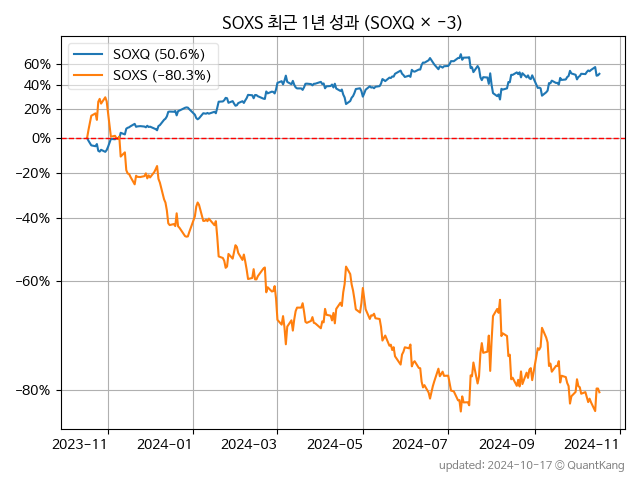 SOXS 최근 1년 성과 (SOXQ × −3)
SOXQ (50.6%)
SOXS (−80.3%)
60%
40%
20%
0%
−20%
−40%
−60%
−80%
2023−11 2024−01 2024−03 2024−05 2024−07 2024−09 2024−11
updated: 2024-10-17 © QuantKang